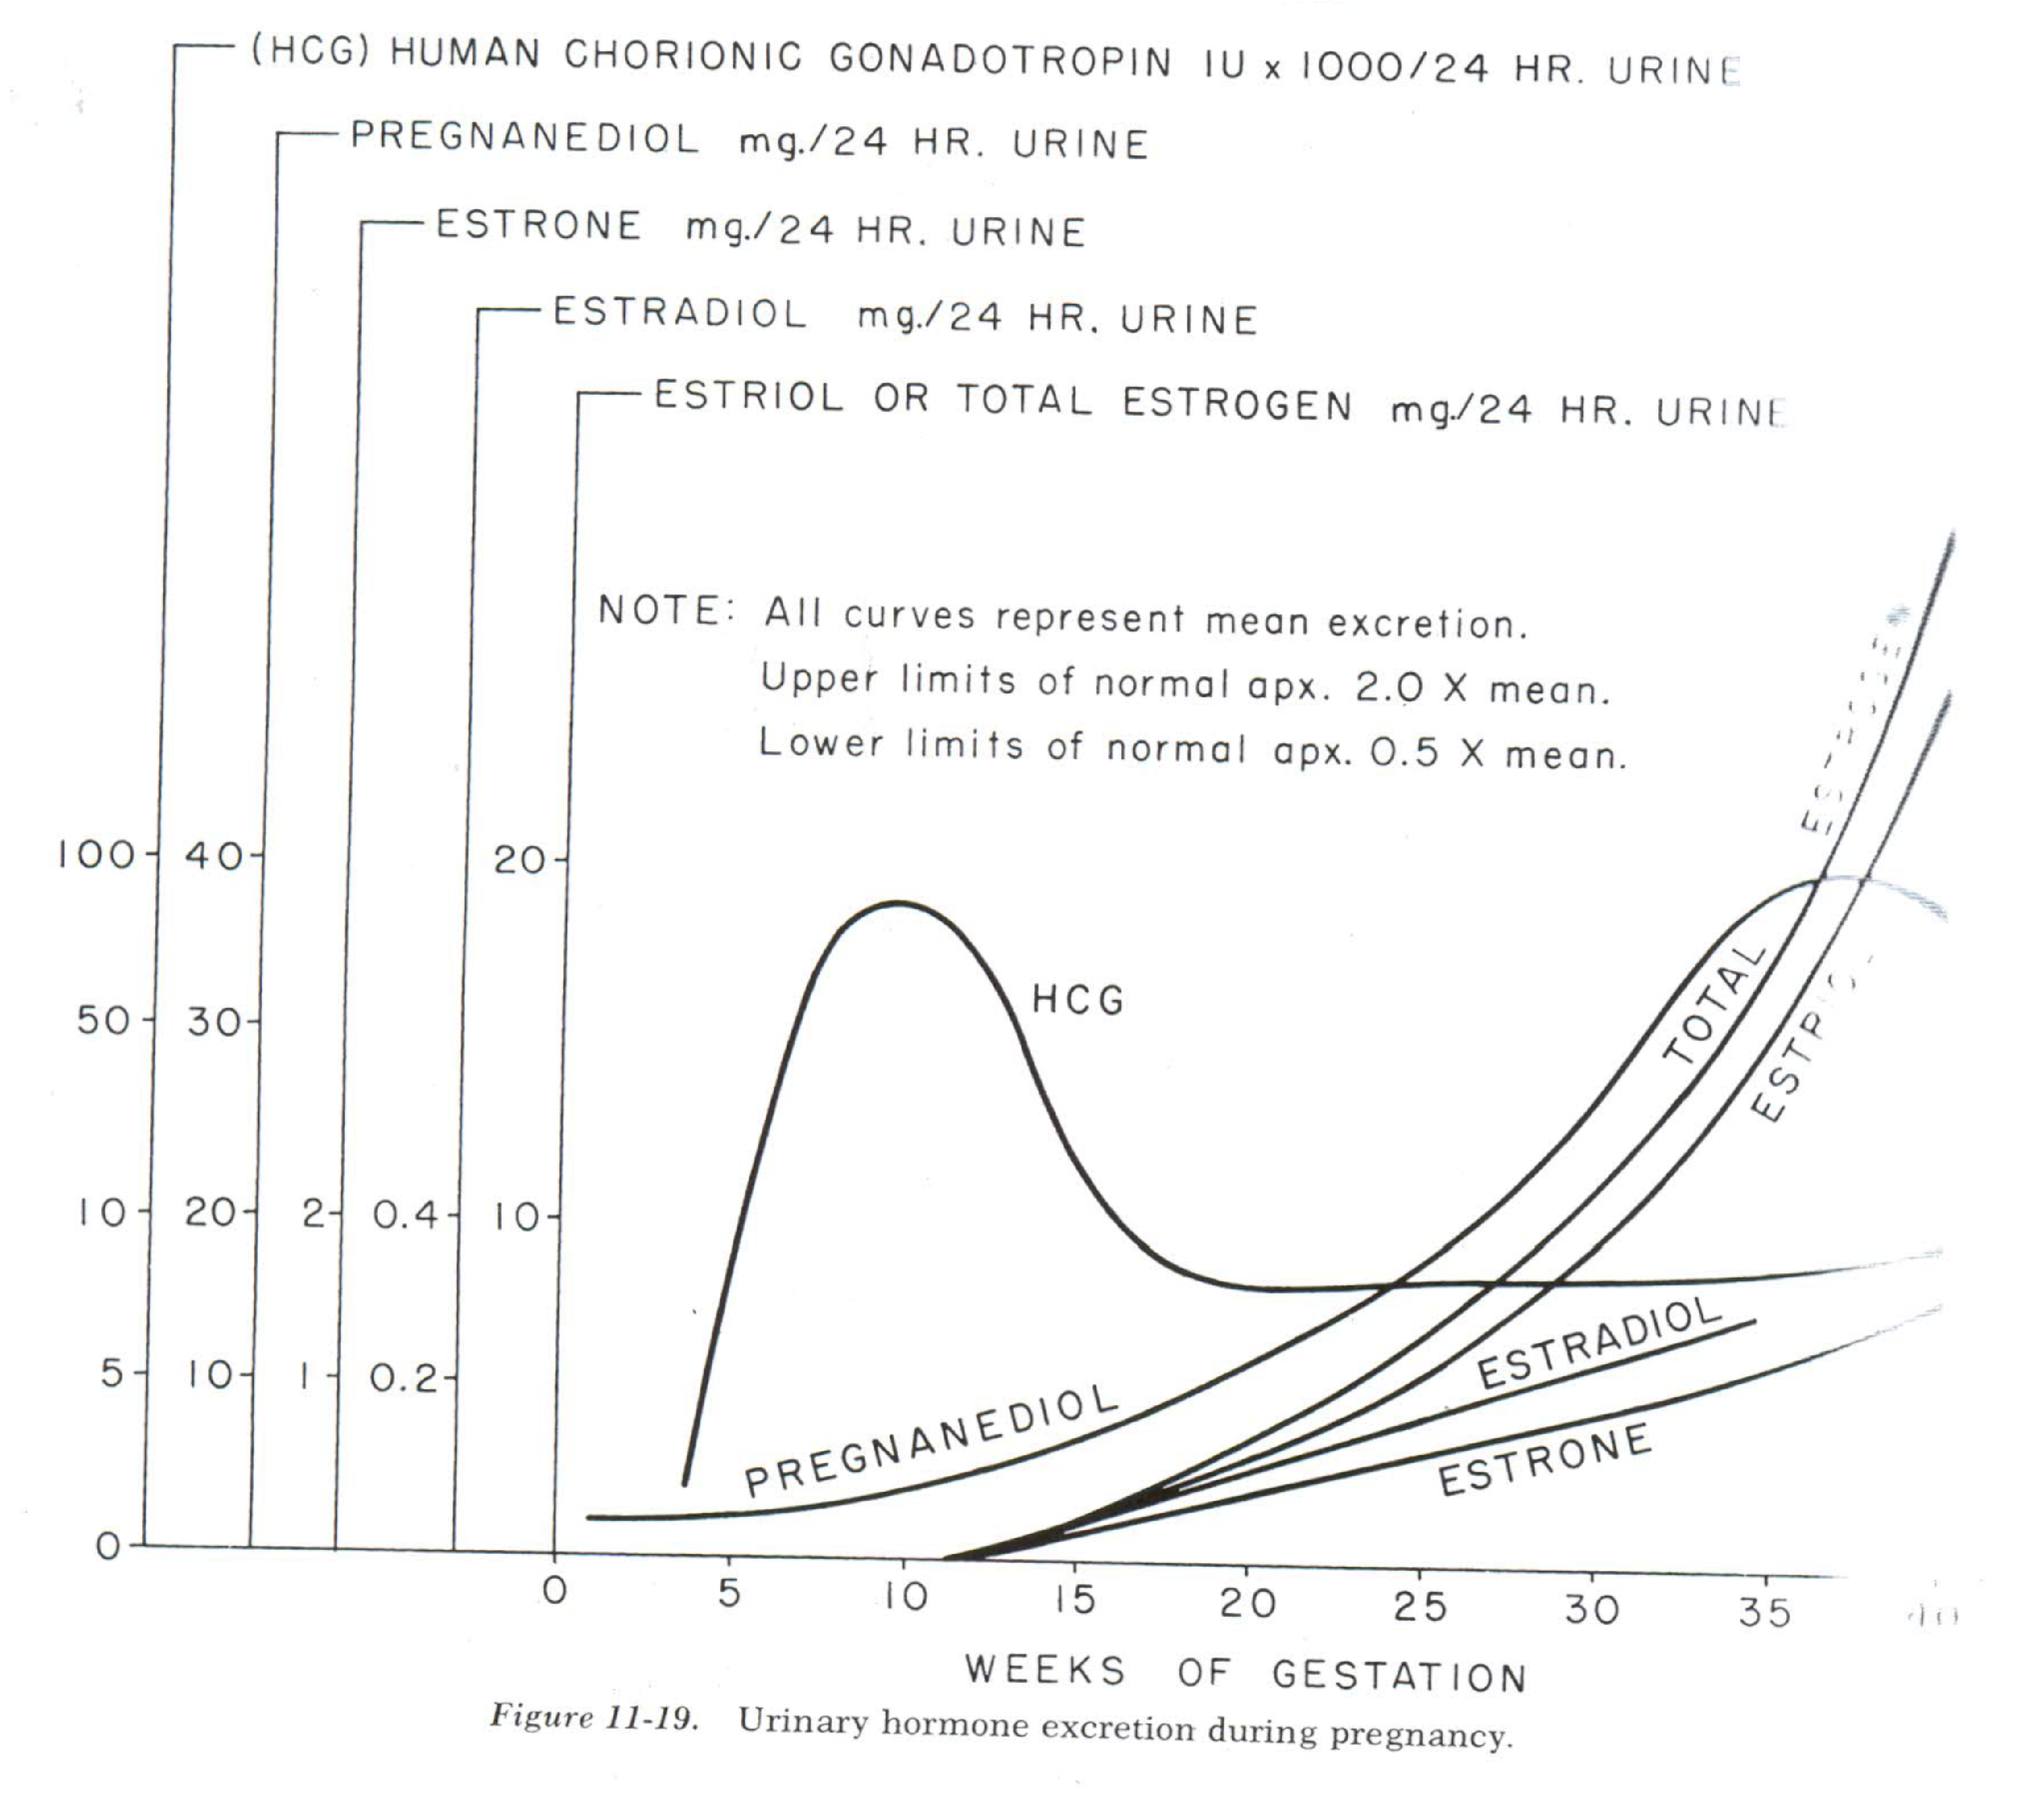 (HCG) HUMAN CHORIONIC GONADOTROPIN IU x 1000/24 HR. URINE
PREGNANEDIOL mg./24 HR. URINE
ESTRONE mg./24 HR. URINE
ESTRADIOL mg./24 HR. URINE
ESTRIOL OR TOTAL ESTROGEN mg./24 HR. URINE
NOTE: All curves represent mean excretion.
Upper limits of normal apx. 2.0 X mean.
Lower limits of normal apx. 0.5 X mean.
100 40 20
50 30
10 20 2 0.4 10
5 10 1 0.2
0
HCG
TOTAL
PREGNANEDIOL
ESTRADIOL
ESTRONE
0 5 10 15 20 25 30 35 40
WEEKS OF GESTATION
Figure 11-19. Urinary hormone excretion during pregnancy.